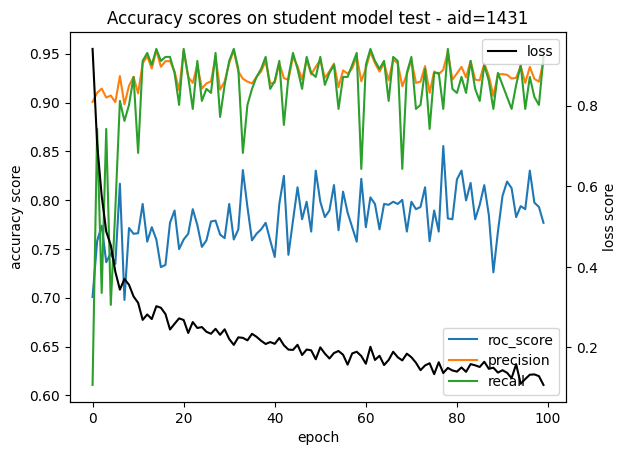 Accuracy scores on student model test - aid=1431
accuracy score
0.95
0.90
0.85
0.80
0.75
0.70
0.65
0.60
loss
0.8
0.6
0.4
0.2
loss score
roc_score
precision
recall
0
20
40
60
80
100
epoch